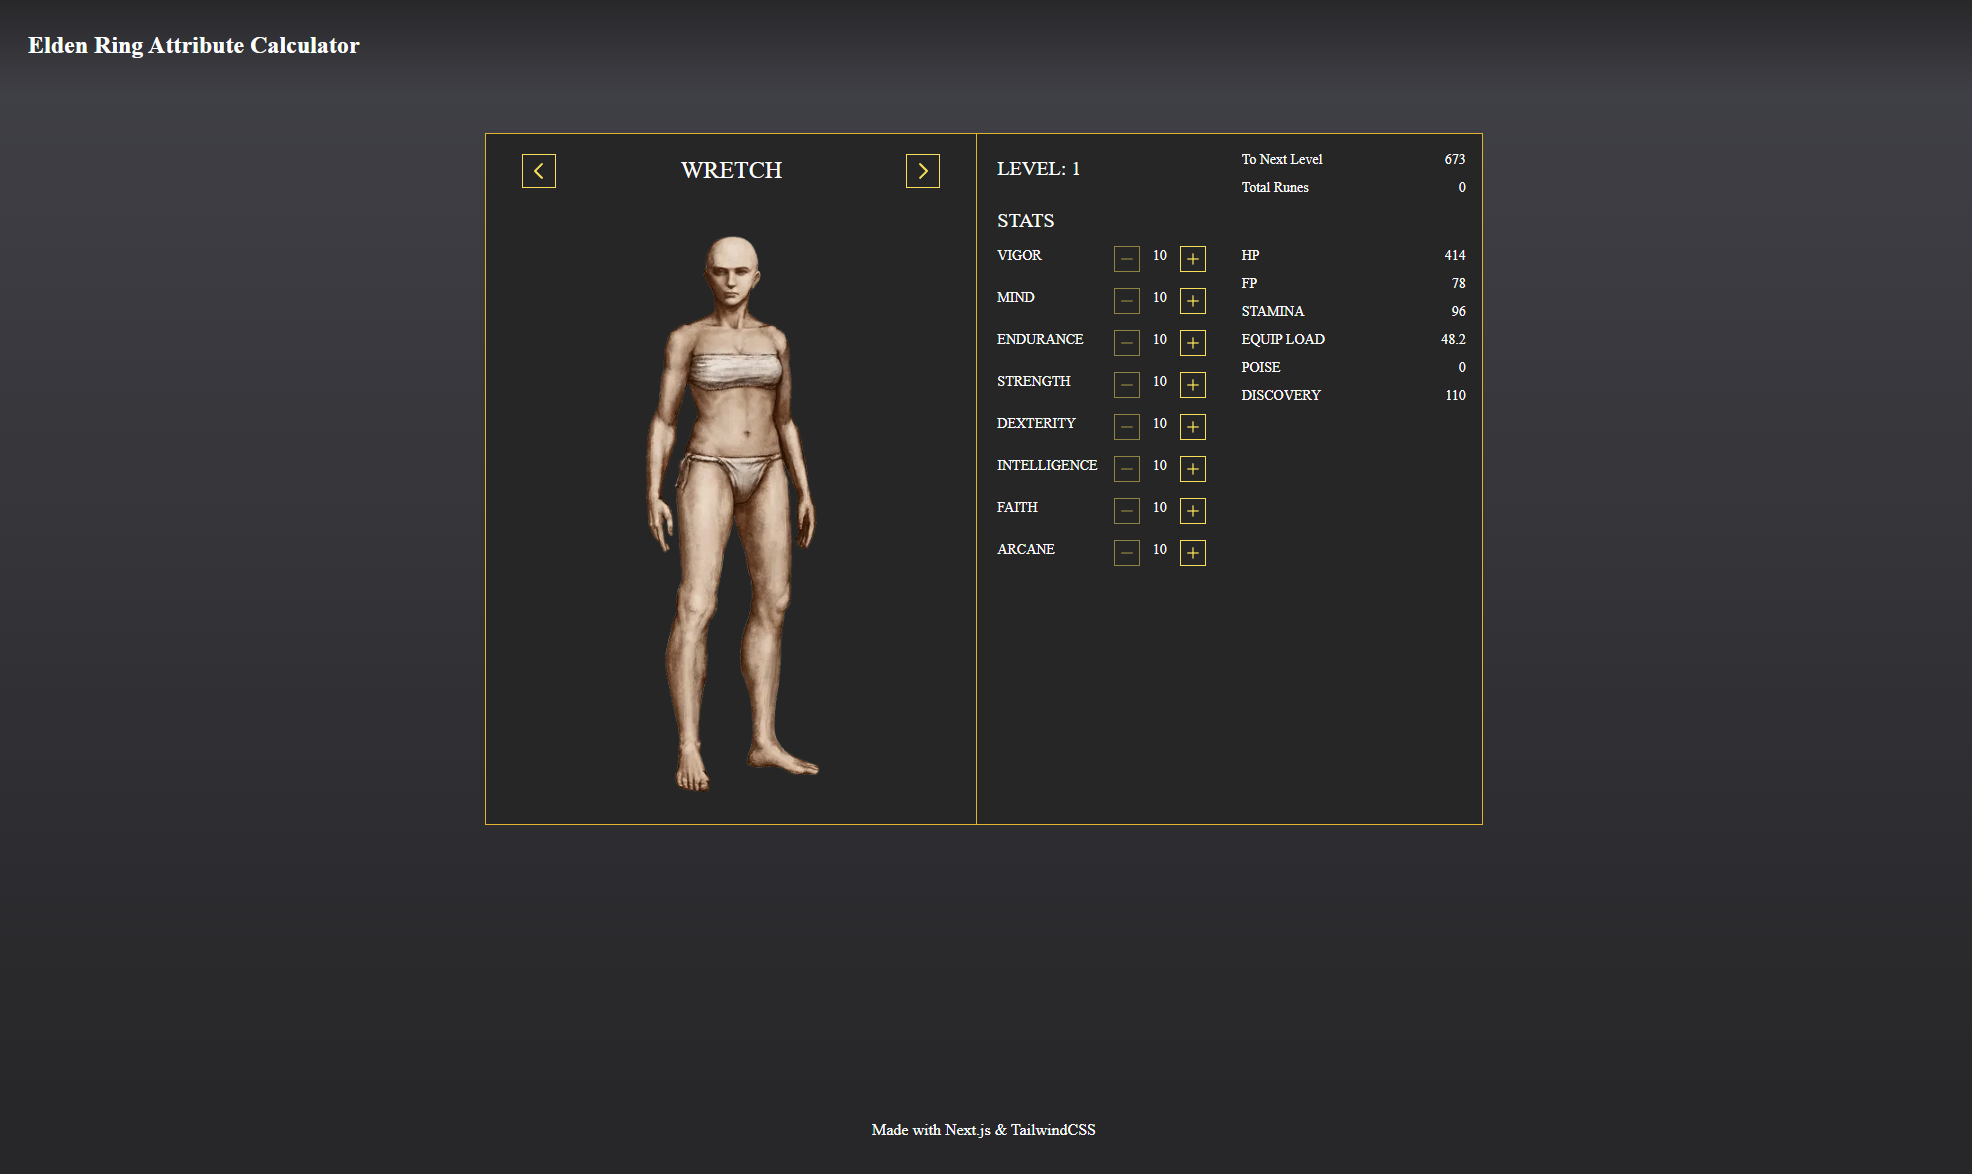 Elden Ring Attribute Calculator
WRETCH
LEVEL: 1
To Next Level 673
Total Runes 0
STATS
VIGOR 10
MIND 10
ENDURANCE 10
STRENGTH 10
DEXTERITY 10
INTELLIGENCE 10
FAITH 10
ARCANE 10
HP 414
FP 78
STAMINA 96
EQUIP LOAD 48.2
POISE 0
DISCOVERY 110
Made with Next.js & TailwindCSS